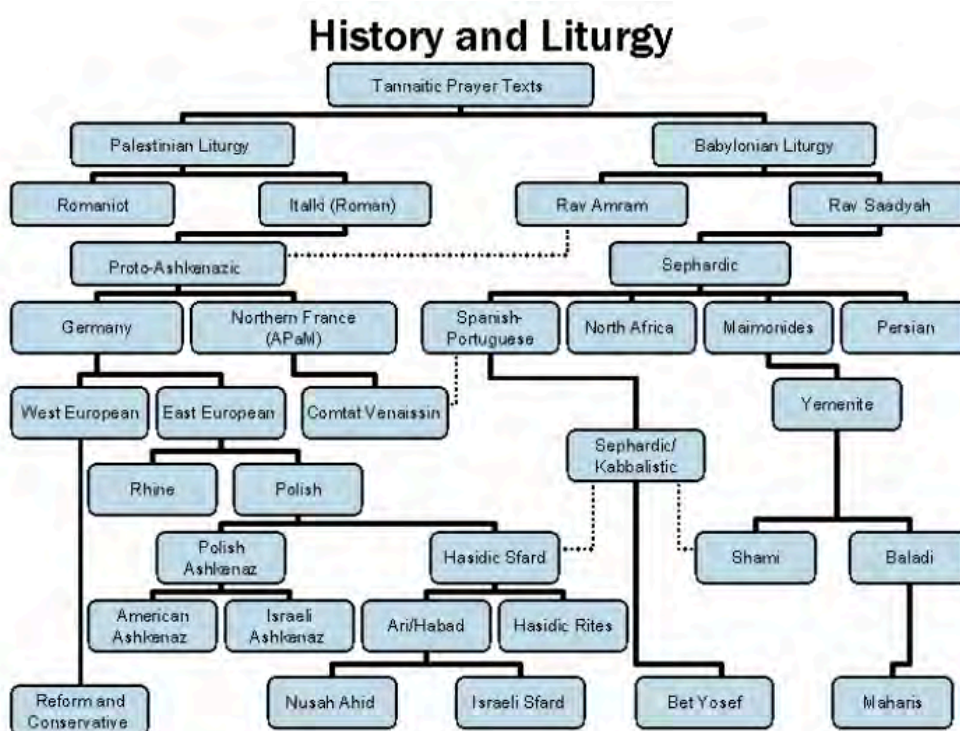 History and Liturgy
Tannaitic Prayer Texts
Palestinian Liturgy
Babylonian Liturgy
Romaniot
Italki (Roman)
Rav Amram
Rav Saadyah
Proto-Ashkenazic
Sephardic
Germany
Northern France
(APaM)
Spanish-
Portuguese
North Africa
Maimonides
Persian
West European
East European
Comtat Venaissin
Yemenite
Sephardic/
Kabbalistic
Rhine
Polish
Polish
Ashkenaz
Hasidic Sfard
Shami
Baladi
American
Ashkenaz
Israeli
Ashkenaz
Ari/Habad
Hasidic Rites
Reform and
Conservative
Nusah Ahid
Israeli Sfard
Bet Yosef
Maharis